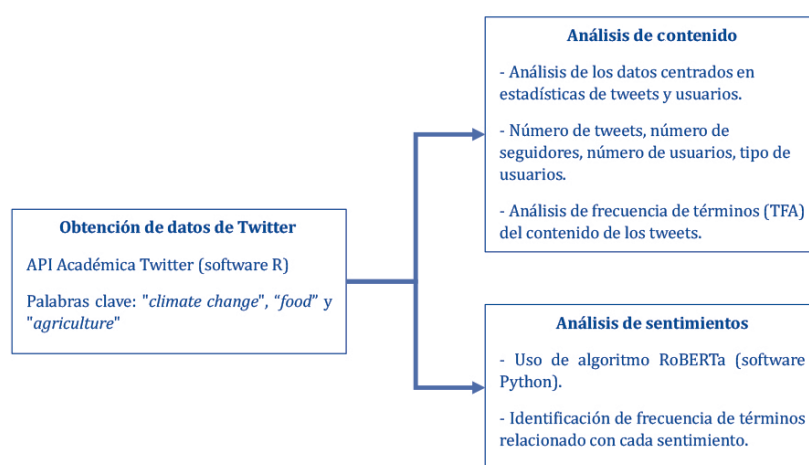 Obtención de datos de Twitter
API Académica Twitter (software R)
Palabras clave: "climate change", “food” y
"agriculture"
Análisis de contenido
- Análisis de los datos centrados en
estadísticas de tweets y usuarios.
- Número de tweets, número de
seguidores, número de usuarios, tipo de
usuarios.
- Análisis de frecuencia de términos (TFA)
del contenido de los tweets.
Análisis de sentimientos
- Uso de algoritmo RoBERTa (software
Python).
- Identificación de frecuencia de términos
relacionado con cada sentimiento.